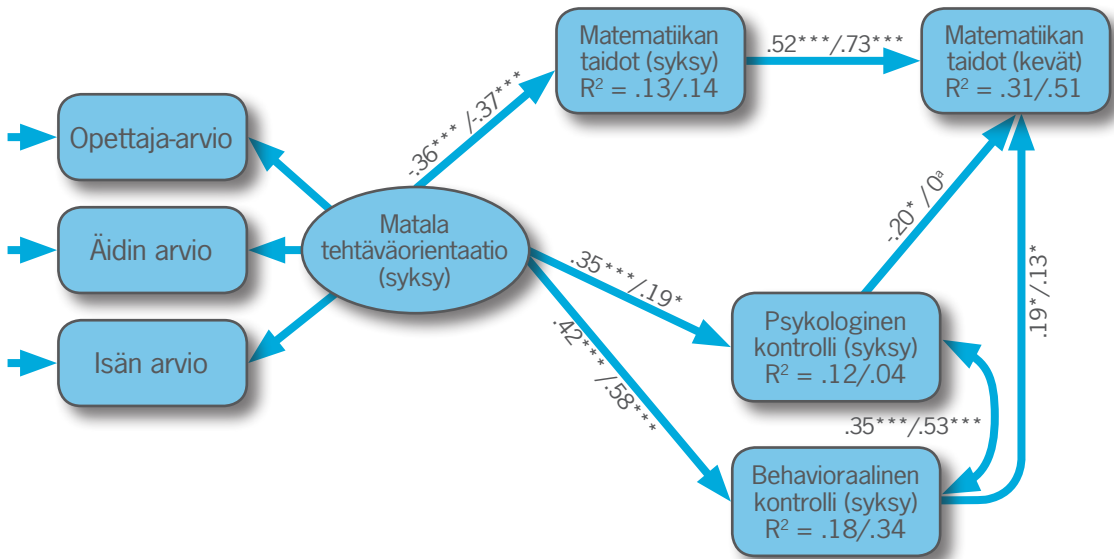 Opettaja-arvio
Äidin arvio
Isän arvio
Matala
tehtäväorientaatio
(syksy)
-.36*** /-.37***
Matematiikan
taidot (syksy)
R² = .13/.14
.52***/.73***
Matematiikan
taidot (kevät)
R² = .31/.51
.35***/.19*
.42*** /.58***
Psykologinen
kontrolli (syksy)
R² = .12/.04
-.20* / 0ª
.19*/.13*
.35***/.53***
Behavioraalinen
kontrolli (syksy)
R² = .18/.34